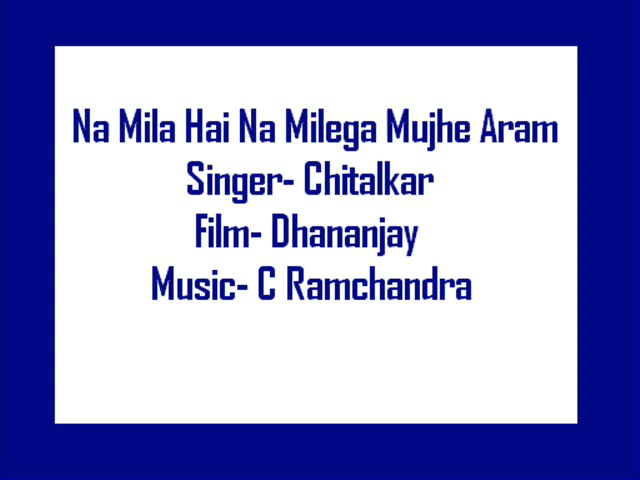 Na Mila Hai Na Milega Mujhe Aram
Singer- Chitalkar
Film- Dhananjay
Music- C Ramchandra